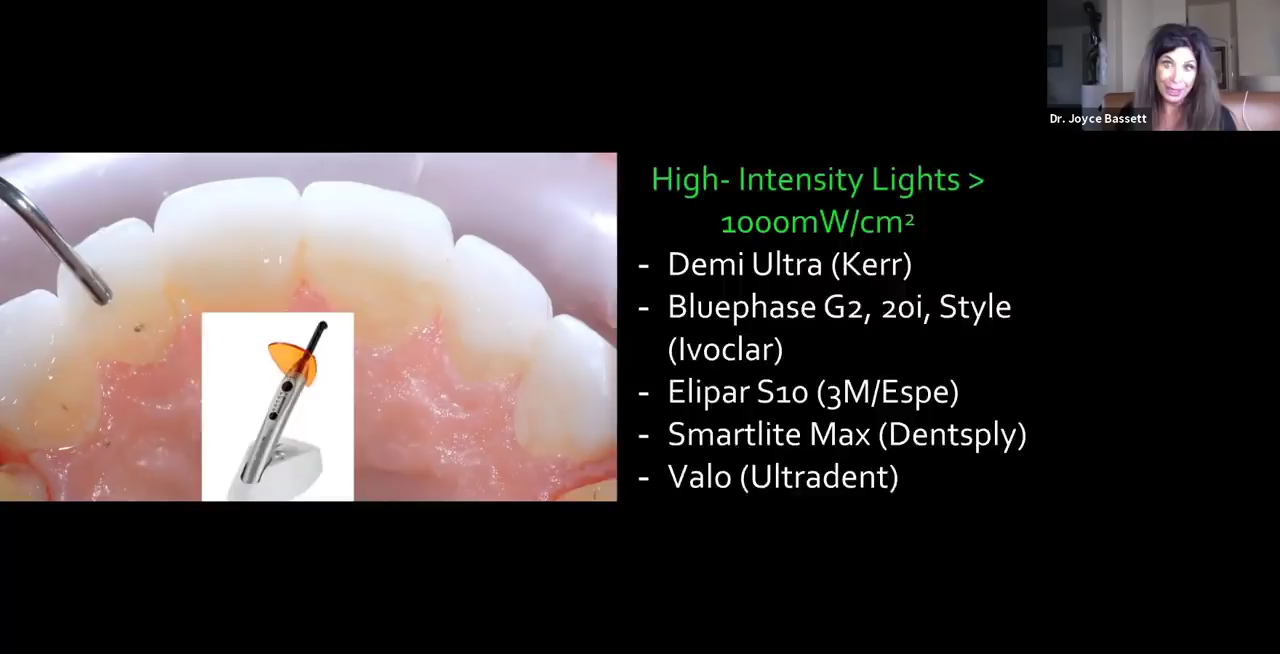 Dr. Joyce Bassett
High- Intensity Lights >
1000mW/cm²
- Demi Ultra (Kerr)
- Bluephase G2, 20i, Style
(Ivoclar)
- Elipar S10 (3M/Espe)
- Smartlite Max (Dentsply)
- Valo (Ultradent)